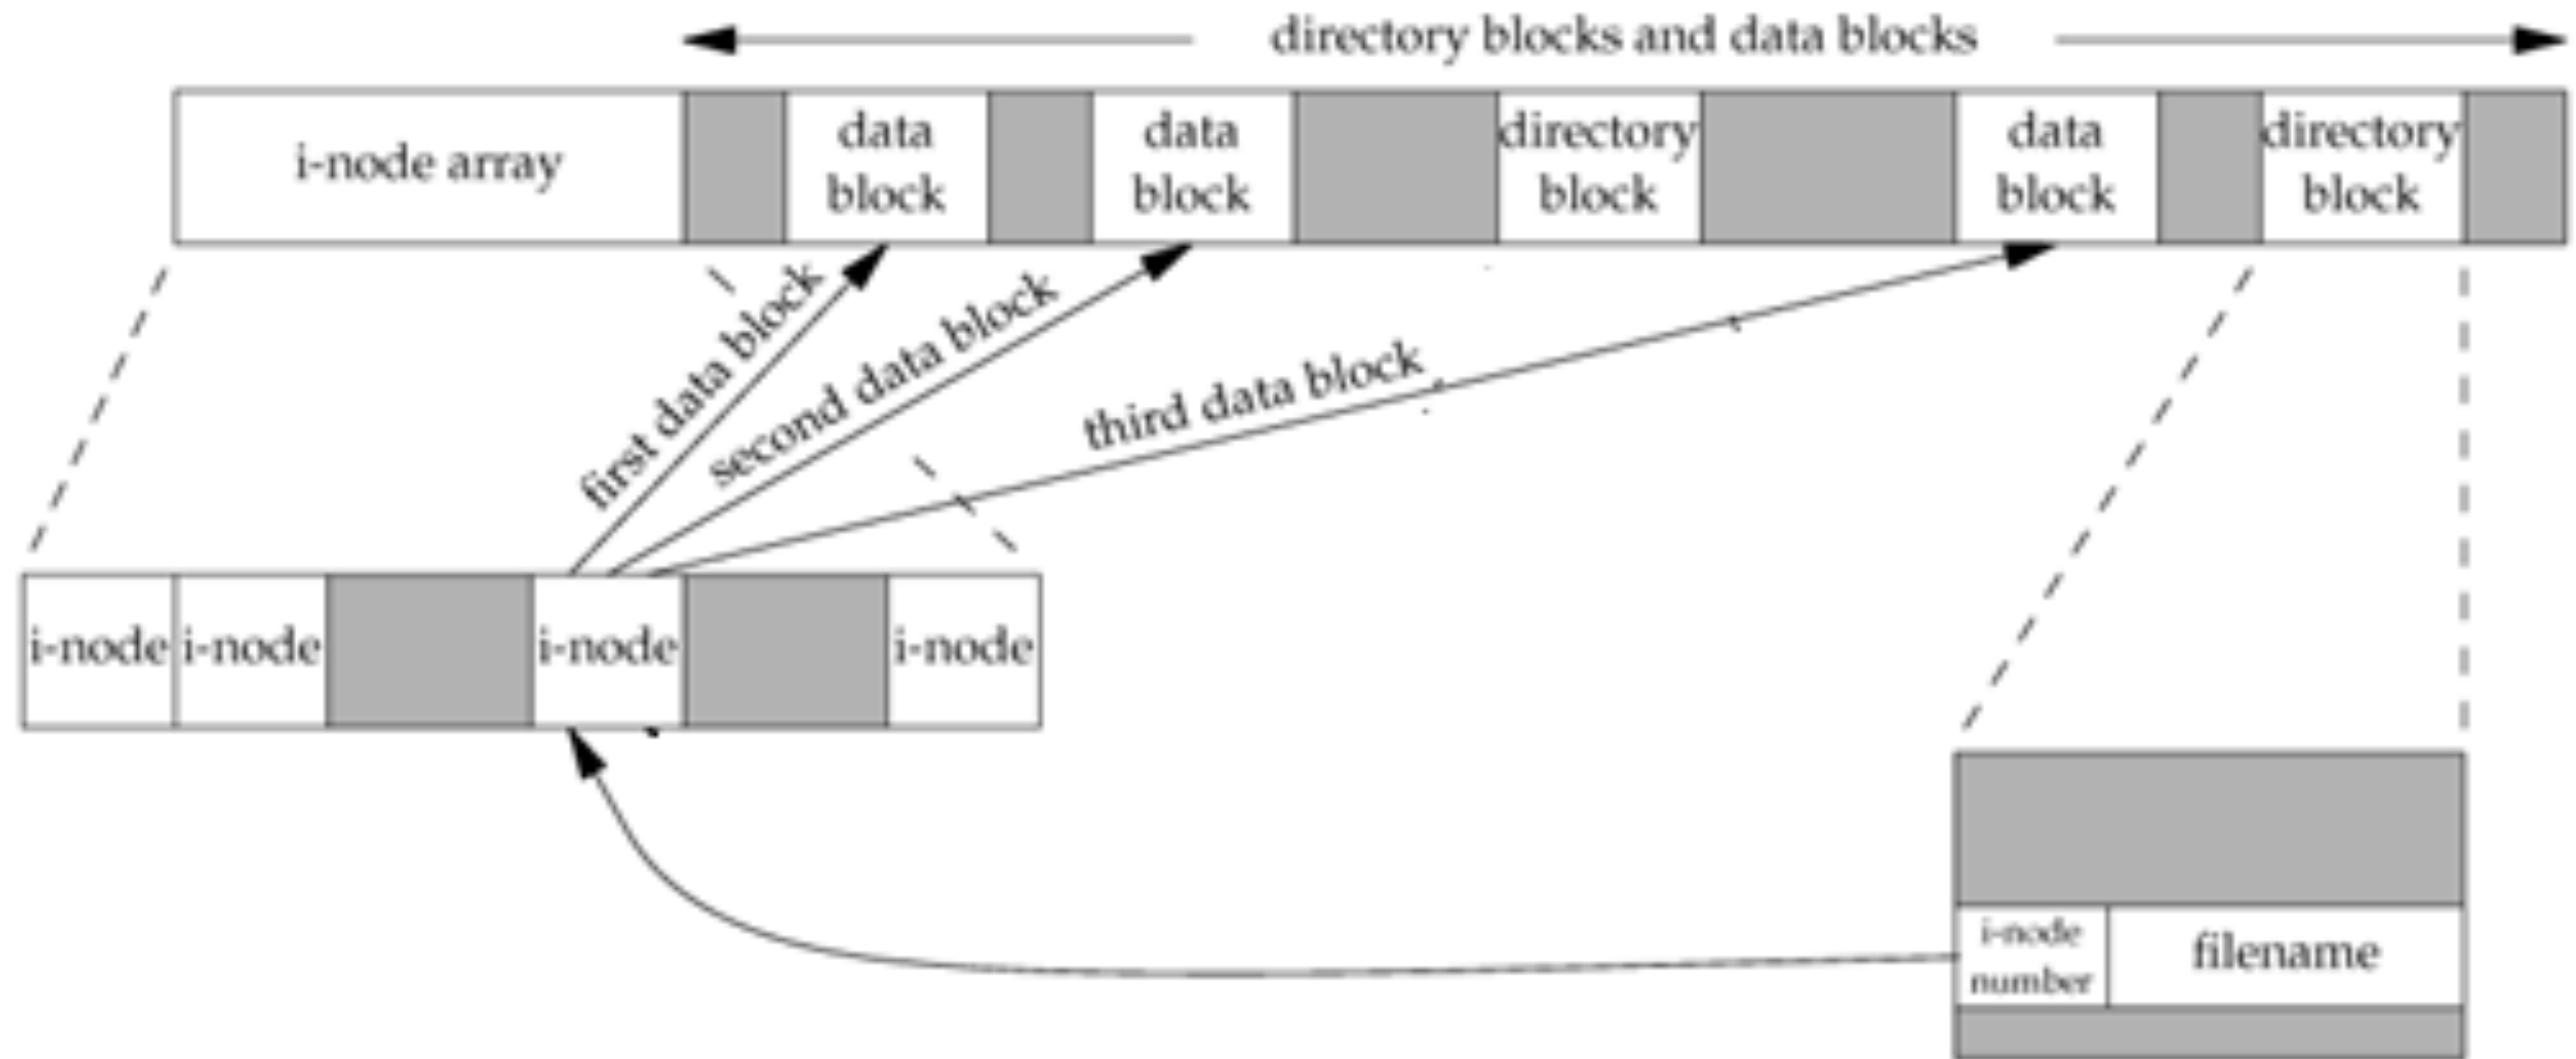 directory blocks and data blocks
i-node array
data
block
data
block
directory
block
data
block
directory
block
first data block
second data block
third data block
i-node
i-node
i-node
i-node
i-node
number
filename